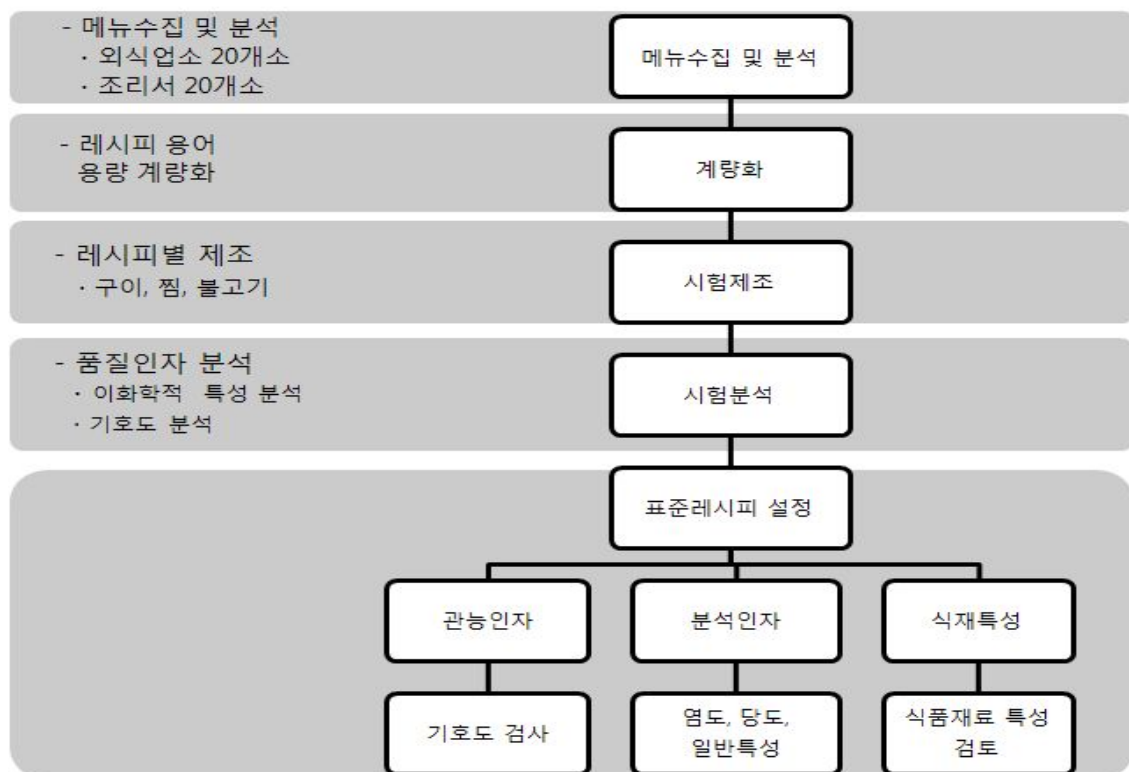 - 메뉴수집 및 분석
· 외식업소 20개소
· 조리서 20개소
메뉴수집 및 분석
- 레시피 용어
용량 계량화
계량화
- 레시피별 제조
· 구이, 찜, 불고기
시험제조
- 품질인자 분석
· 이화학적 특성 분석
· 기호도 분석
시험분석
표준레시피 설정
관능인자
분석인자
식재특성
기호도 검사
염도, 당도,
일반특성
식품재료 특성
검토